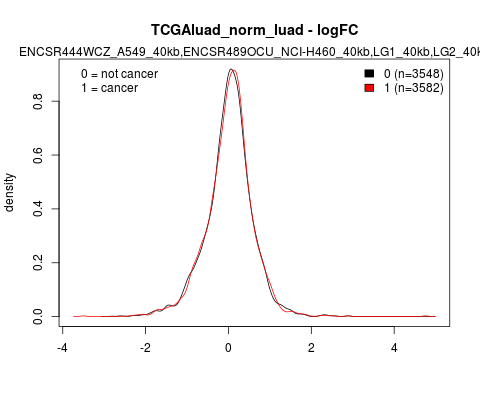 TCGAluad_norm_luad - logFC
ENCSR444WCZ_A549_40kb,ENCSR489OCU_NCI-H460_40kb,LG1_40kb,LG2_40k
0 = not cancer
1 = cancer
0 (n=3548)
1 (n=3582)
density
0.0
0.2
0.4
0.6
0.8
-4
-2
0
2
4